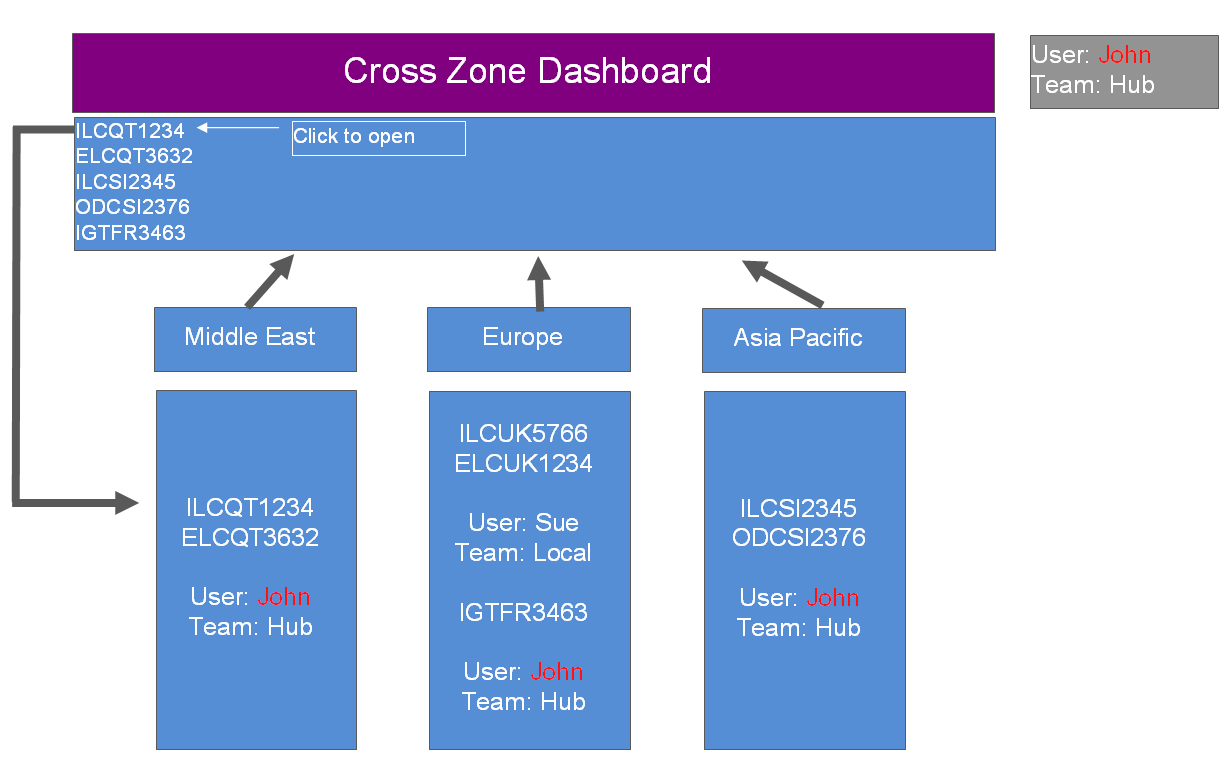 Cross Zone Dashboard
User: John
Team: Hub
ILCQT1234
Click to open
ELCQT3632
ILCSI2345
ODCSI2376
IGTFR3463
Middle East
Europe
Asia Pacific
ILCQT1234
ELCQT3632
User: John
Team: Hub
ILCUK5766
ELCUK1234
User: Sue
Team: Local
IGTFR3463
User: John
Team: Hub
ILCSI2345
ODCSI2376
User: John
Team: Hub